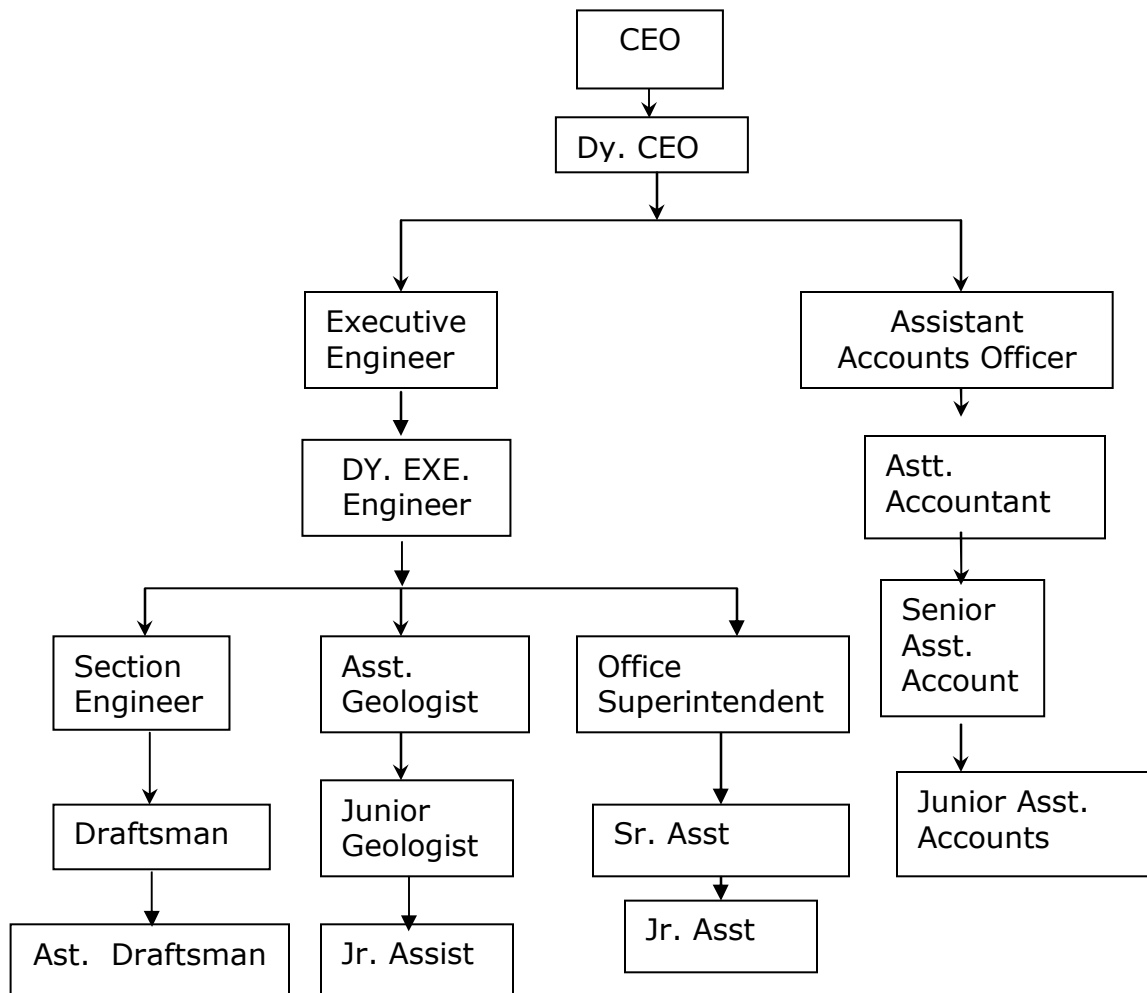 CEO
Dy. CEO
Executive
Engineer
Assistant
Accounts Officer
DY. EXE.
Engineer
Astt.
Accountant
Section
Engineer
Asst.
Geologist
Office
Superintendent
Senior
Asst.
Account
Draftsman
Junior
Geologist
Sr. Asst
Junior Asst.
Accounts
Ast.  Draftsman
Jr. Assist
Jr. Asst